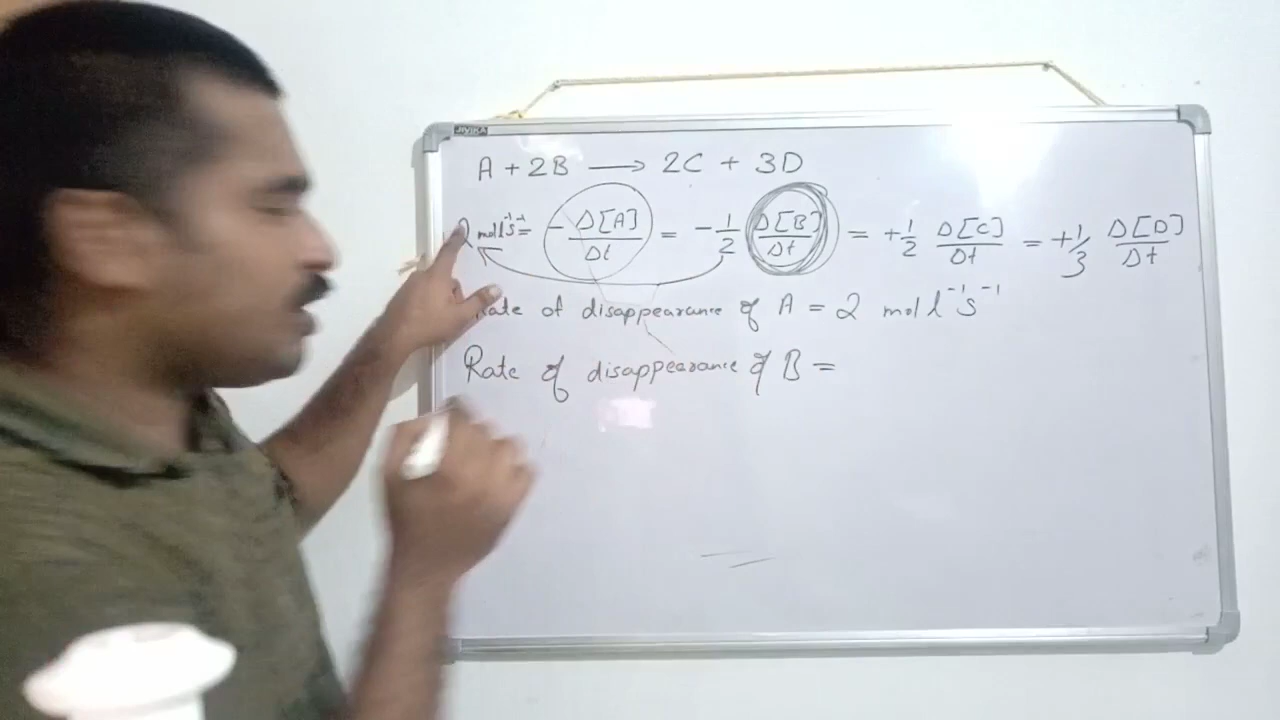 JIVIKA
A + 2B ⟶ 2C + 3D
2 mol l⁻¹s⁻¹ = - Δ[A]/Δt = - 1/2 Δ[B]/Δt = + 1/2 Δ[C]/Δt = + 1/3 Δ[D]/Δt
Rate of disappearance of A = 2 mol l⁻¹ s⁻¹
Rate of disappearance of B =